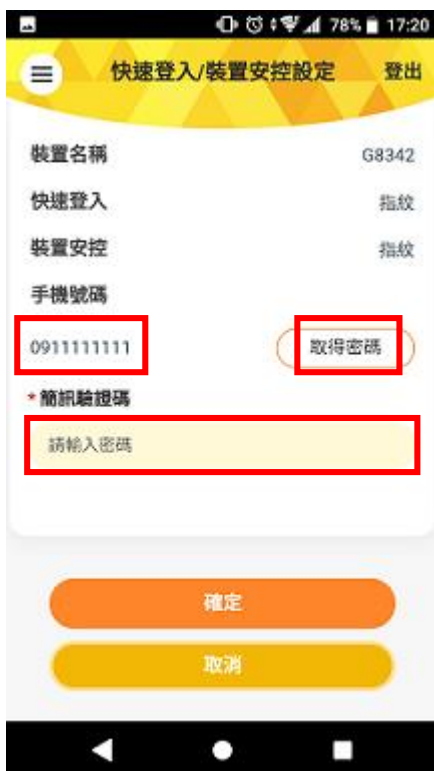 78% 17:20
快速登入/裝置安控設定 登出
裝置名稱 G8342
快速登入 指紋
裝置安控 指紋
手機號碼
0911111111 取得密碼
*簡訊驗證碼
請輸入密碼
確定
取消